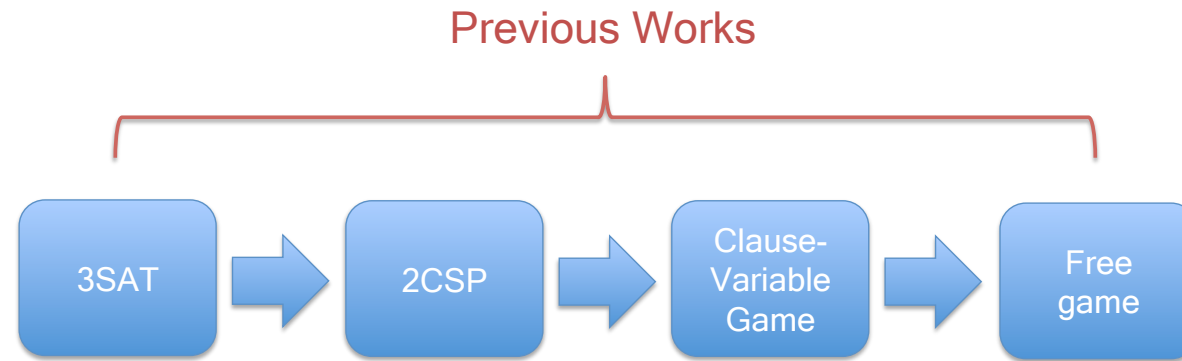 Previous Works
3SAT
2CSP
Clause-
Variable
Game
Free
game